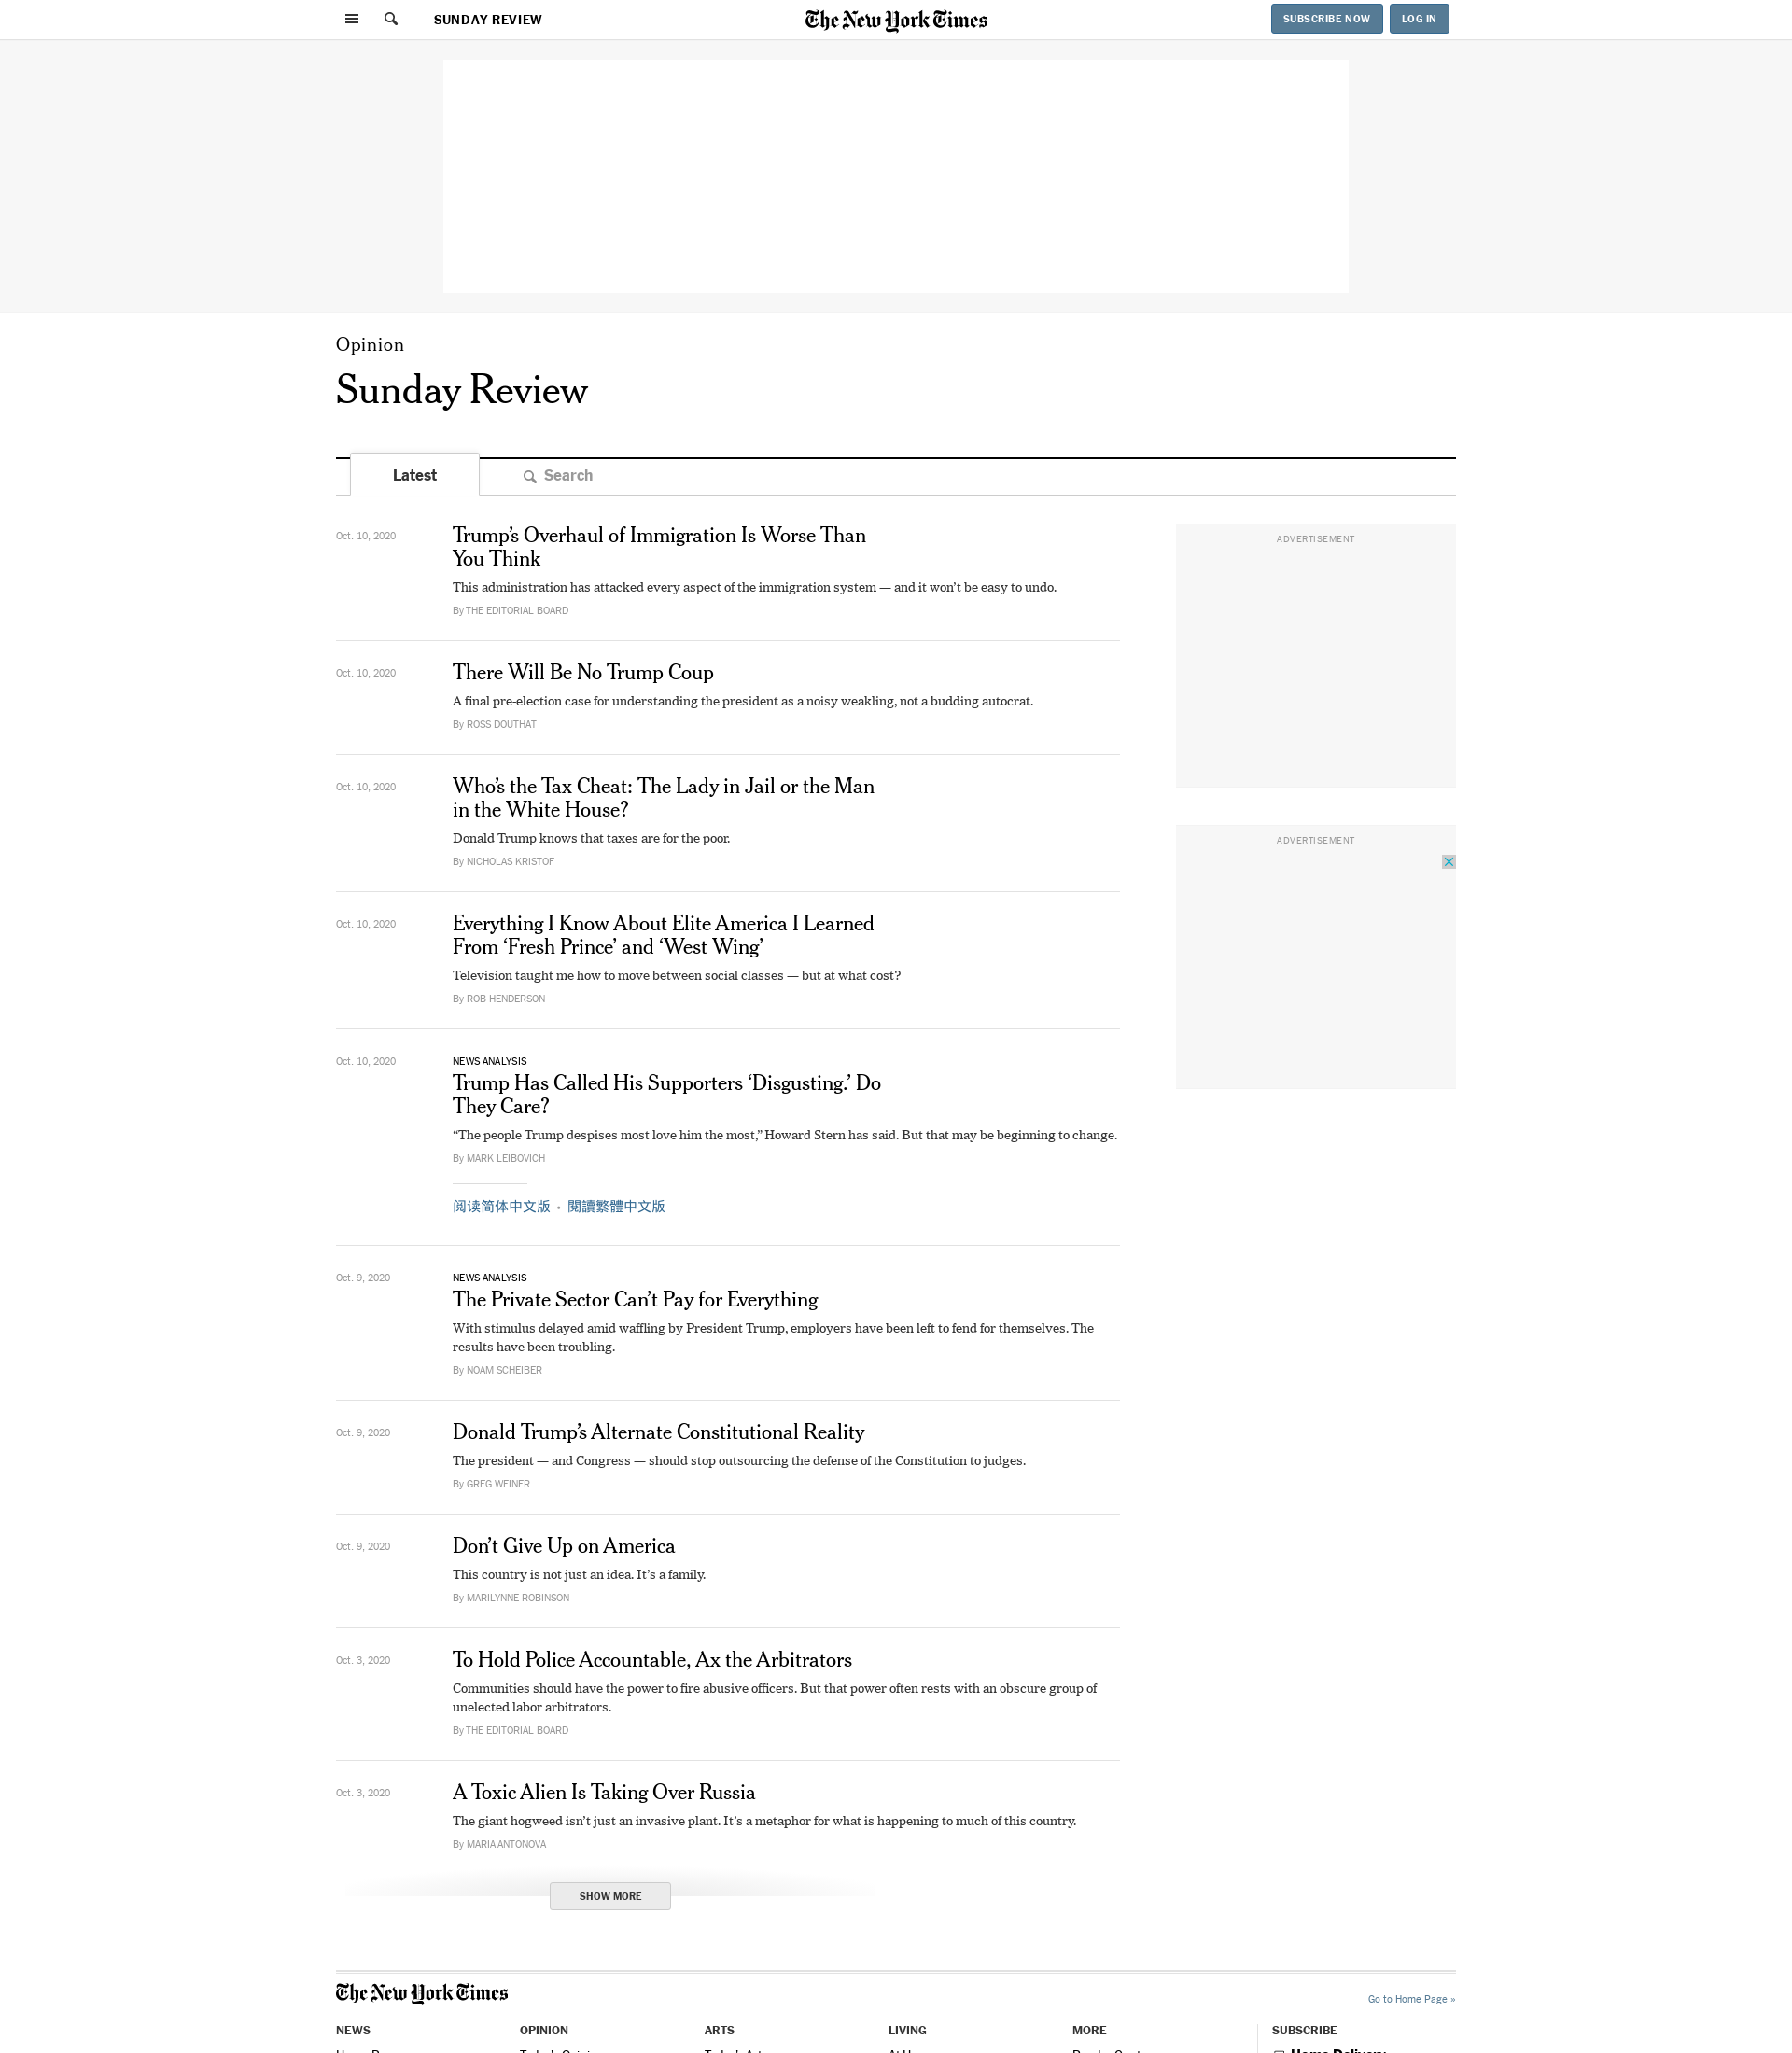 SUNDAY REVIEW
The New York Times
SUBSCRIBE NOW
LOG IN
Opinion
Sunday Review
Latest
Search
Oct. 10, 2020
Trump's Overhaul of Immigration Is Worse Than
You Think
This administration has attacked every aspect of the immigration system — and it won't be easy to undo.
By THE EDITORIAL BOARD
Oct. 10, 2020
There Will Be No Trump Coup
A final pre-election case for understanding the president as a noisy weakling, not a budding autocrat.
By ROSS DOUTHAT
Oct. 10, 2020
Who's the Tax Cheat: The Lady in Jail or the Man
in the White House?
Donald Trump knows that taxes are for the poor.
By NICHOLAS KRISTOF
Oct. 10, 2020
Everything I Know About Elite America I Learned
From ‘Fresh Prince’ and ‘West Wing’
Television taught me how to move between social classes — but at what cost?
By ROB HENDERSON
Oct. 10, 2020
NEWS ANALYSIS
Trump Has Called His Supporters ‘Disgusting.’ Do
They Care?
“The people Trump despises most love him the most,” Howard Stern has said. But that may be beginning to change.
By MARK LEIBOVICH
阅读简体中文版 • 閱讀繁體中文版
Oct. 9, 2020
NEWS ANALYSIS
The Private Sector Can’t Pay for Everything
With stimulus delayed amid waffling by President Trump, employers have been left to fend for themselves. The
results have been troubling.
By NOAM SCHEIBER
Oct. 9, 2020
Donald Trump’s Alternate Constitutional Reality
The president — and Congress — should stop outsourcing the defense of the Constitution to judges.
By GREG WEINER
Oct. 9, 2020
Don’t Give Up on America
This country is not just an idea. It’s a family.
By MARILYNNE ROBINSON
Oct. 3, 2020
To Hold Police Accountable, Ax the Arbitrators
Communities should have the power to fire abusive officers. But that power often rests with an obscure group of
unelected labor arbitrators.
By THE EDITORIAL BOARD
Oct. 3, 2020
A Toxic Alien Is Taking Over Russia
The giant hogweed isn’t just an invasive plant. It’s a metaphor for what is happening to much of this country.
By MARIA ANTONOVA
SHOW MORE
ADVERTISEMENT
ADVERTISEMENT
The New York Times
Go to Home Page »
NEWS
OPINION
ARTS
LIVING
MORE
SUBSCRIBE
Home Delivery